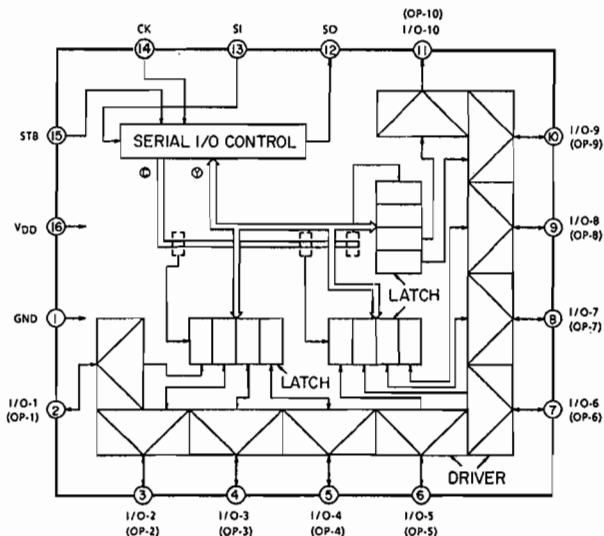 (OP-10)
CK SI SO I/O-10
14 13 12 11
15 STB
SERIAL I/O CONTROL
10 I/O-9
(OP-9)
C Y
16 VDD
9 I/O-8
(OP-8)
LATCH
GND 1
8 I/O-7
(OP-7)
LATCH
I/O-1 2
(OP-1)
7 I/O-6
(OP-6)
DRIVER
3 4 5 6
I/O-2 I/O-3 I/O-4 I/O-5
(OP-2) (OP-3) (OP-4) (OP-5)